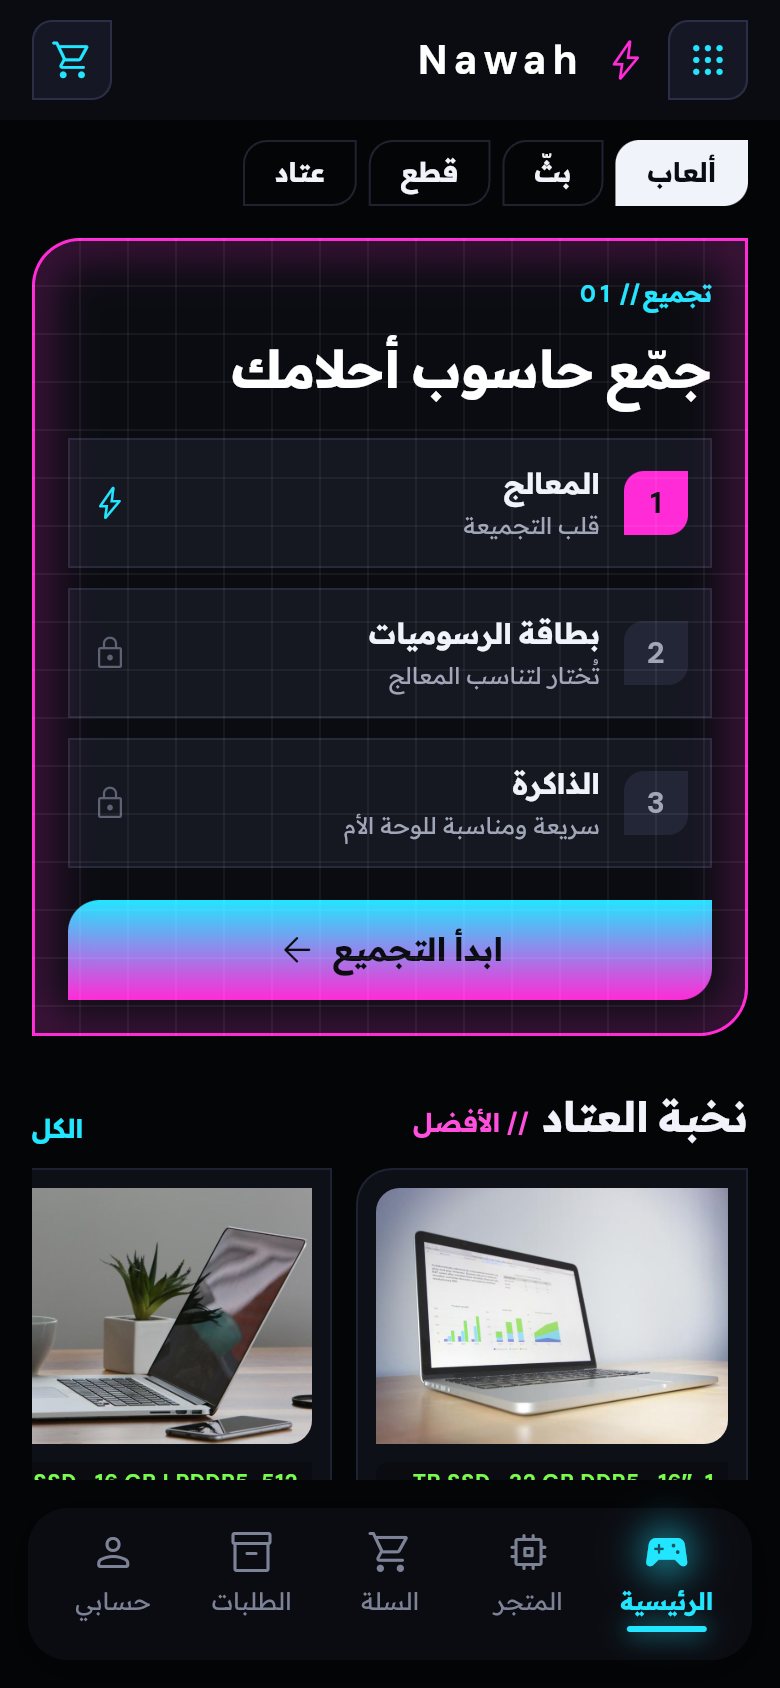 Nawah
ألعاب
بثّ
قطع
عتاد
تجميع // 01
جمّع حاسوب أحلامك
1
المعالج
قلب التجميعة
2
بطاقة الرسوميات
تُختار لتناسب المعالج
3
الذاكرة
سريعة ومناسبة للوحة الأم
ابدأ التجميع
نخبة العتاد // الأفضل
الكل
الرئيسية
المتجر
السلة
الطلبات
حسابي